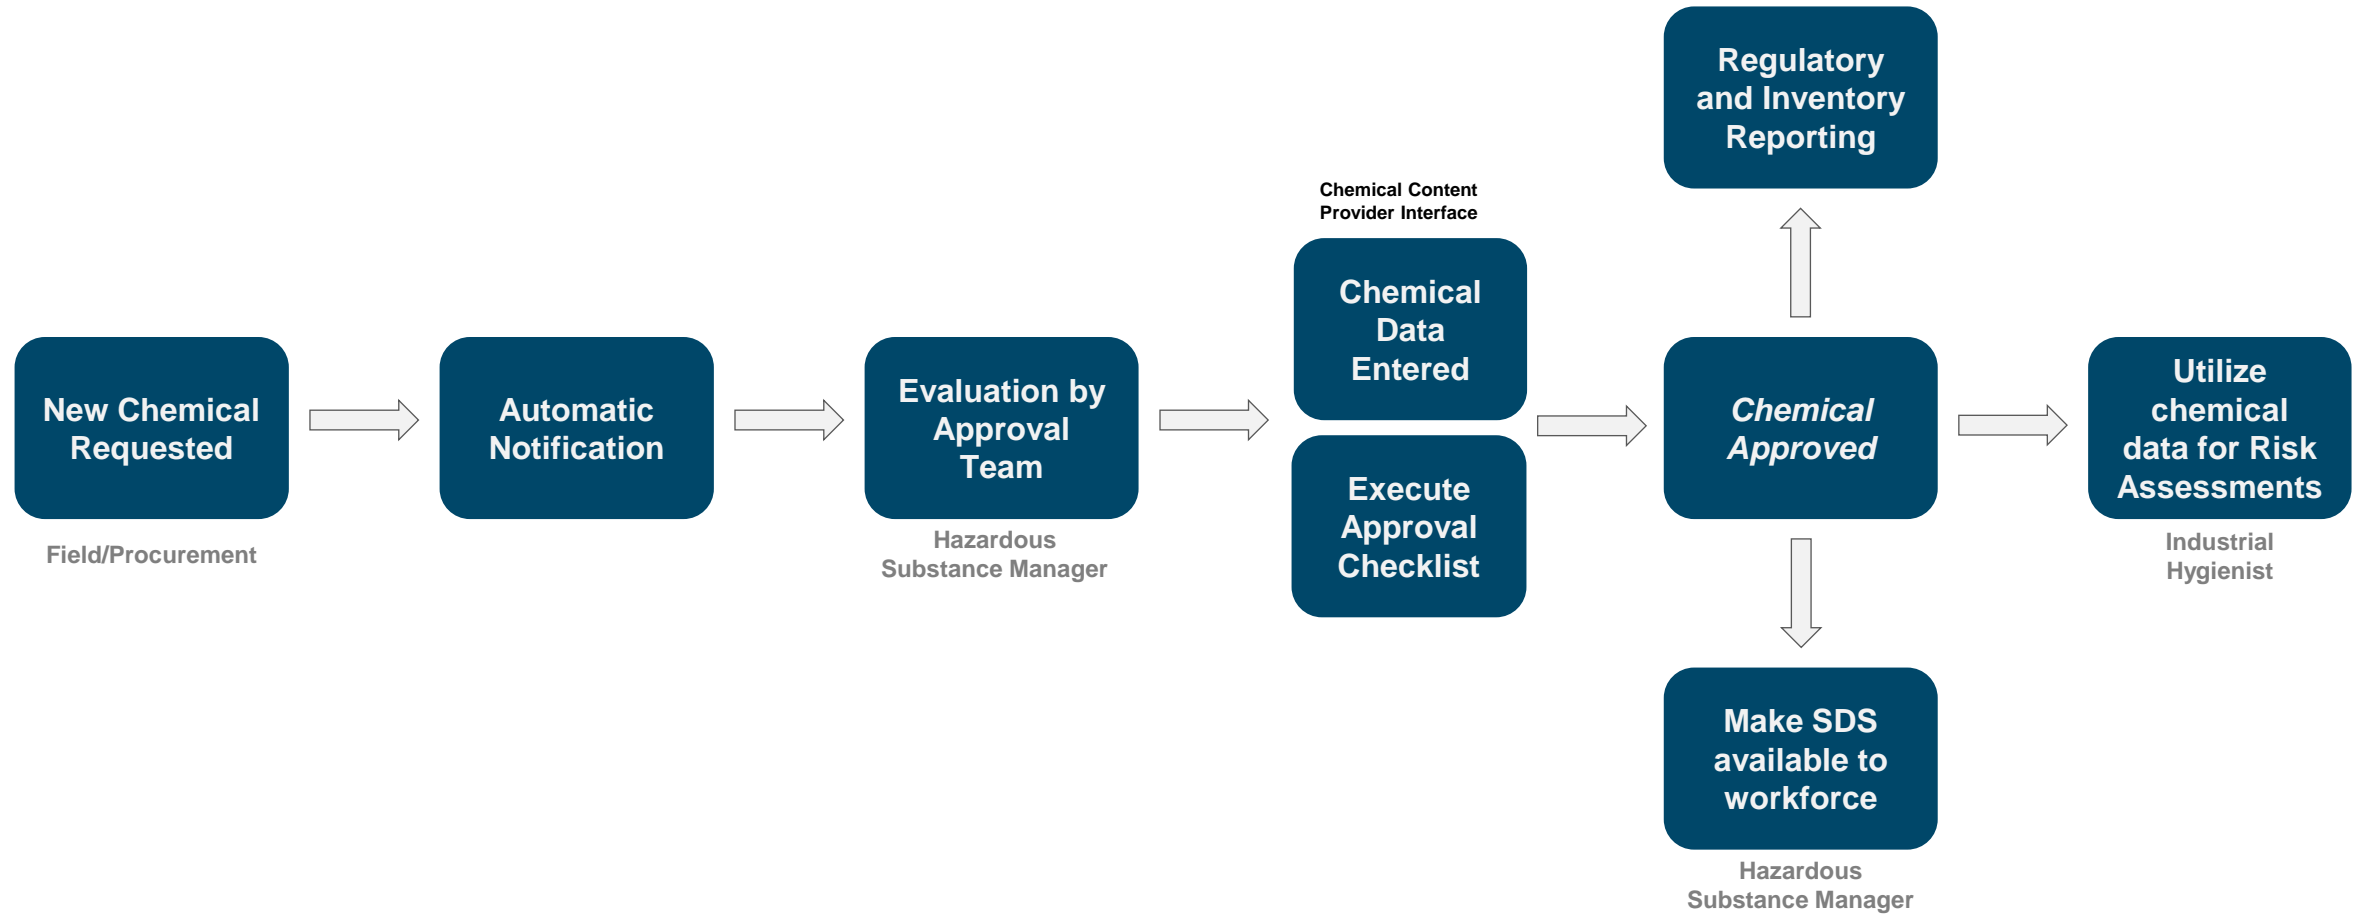 New Chemical
Requested
Field/Procurement
Automatic
Notification
Evaluation by
Approval
Team
Hazardous
Substance Manager
Chemical Content
Provider Interface
Chemical
Data
Entered
Execute
Approval
Checklist
Chemical
Approved
Regulatory
and Inventory
Reporting
Utilize
chemical
data for Risk
Assessments
Industrial
Hygienist
Make SDS
available to
workforce
Hazardous
Substance Manager